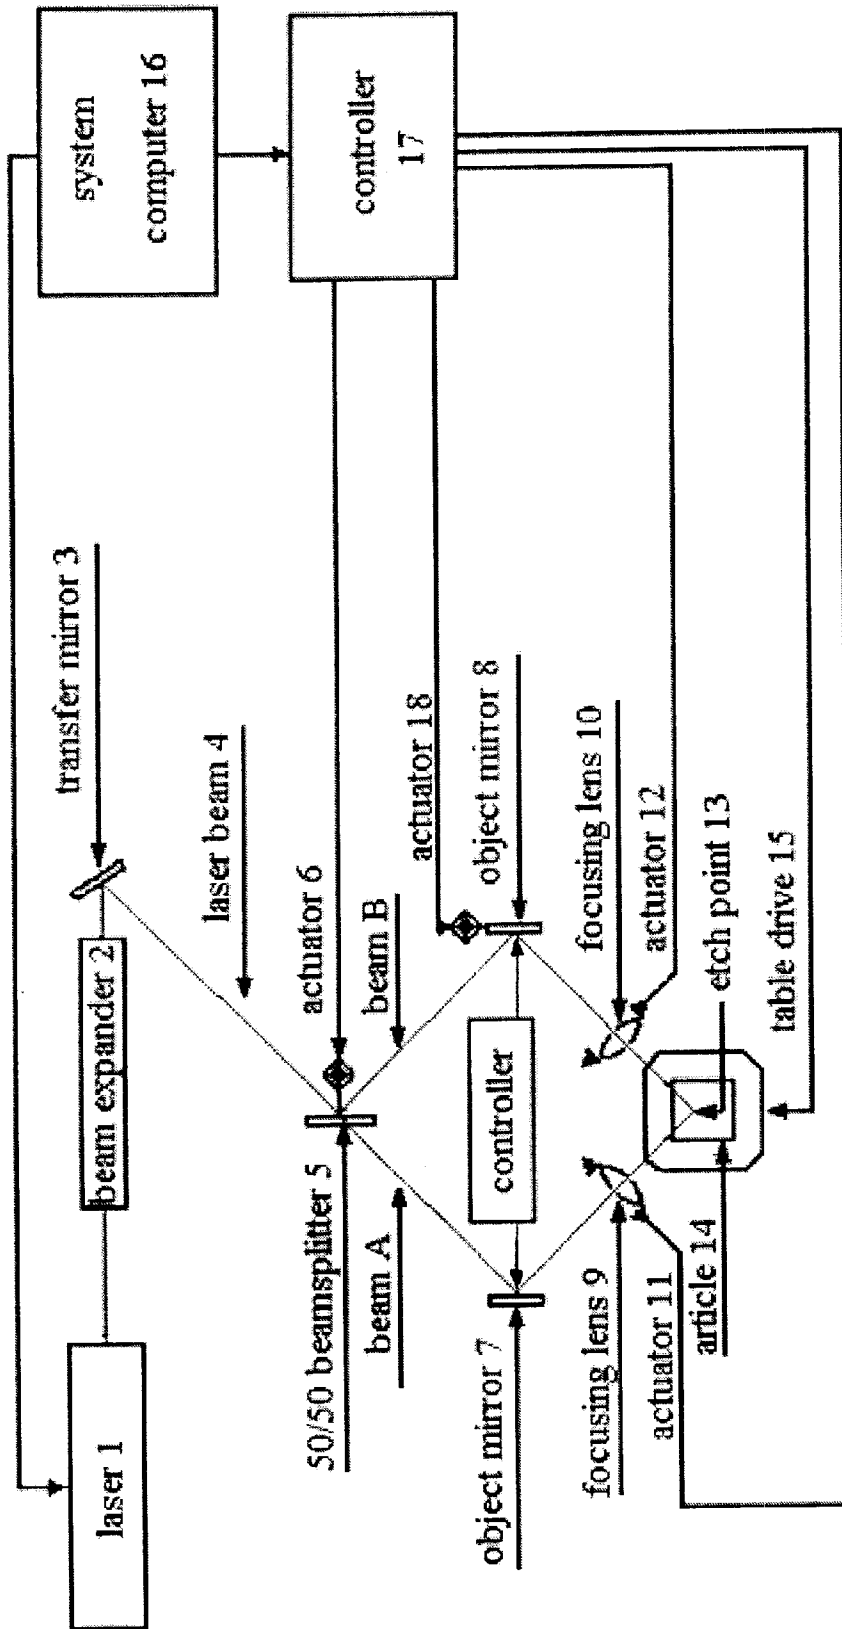 laser 1
beam expander 2
transfer mirror 3
system
computer 16
laser beam 4
50/50 beamsplitter 5
actuator 6
controller
17
beam A
beam B
actuator 18
object mirror 7
controller
object mirror 8
focusing lens 9
focusing lens 10
actuator 11
actuator 12
article 14
etch point 13
table drive 15